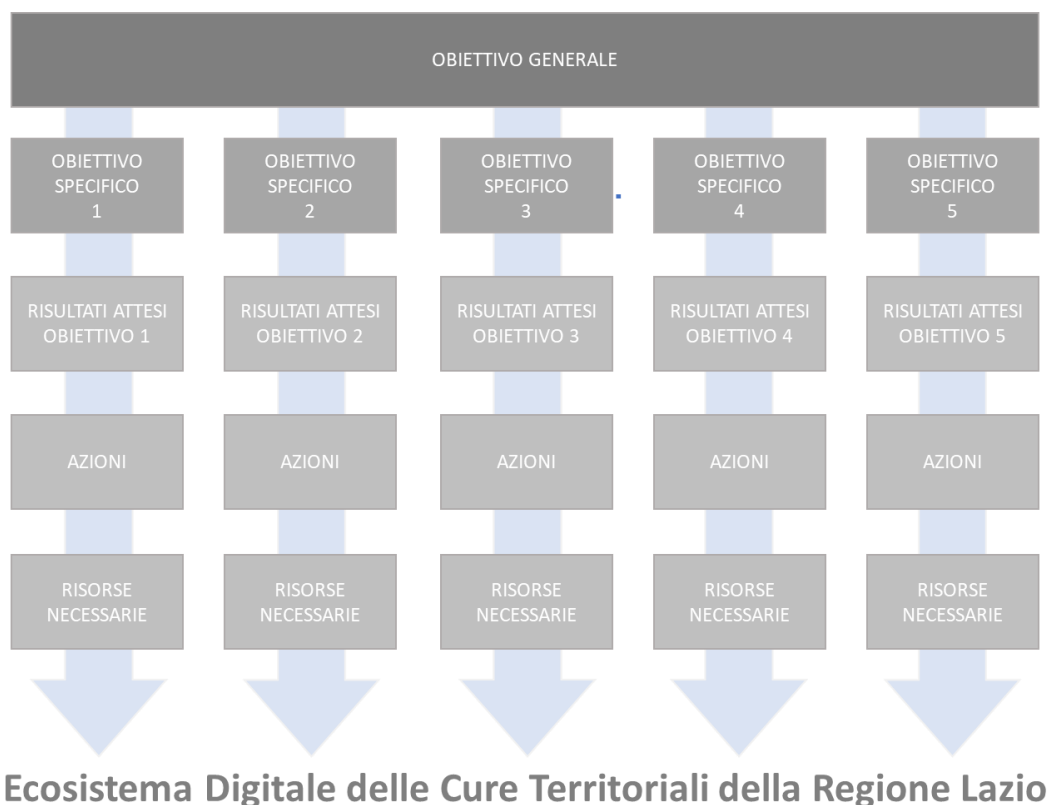 OBIETTIVO GENERALE
OBIETTIVO
SPECIFICO
1
OBIETTIVO
SPECIFICO
2
OBIETTIVO
SPECIFICO
3
OBIETTIVO
SPECIFICO
4
OBIETTIVO
SPECIFICO
5
RISULTATI ATTESI
OBIETTIVO 1
RISULTATI ATTESI
OBIETTIVO 2
RISULTATI ATTESI
OBIETTIVO 3
RISULTATI ATTESI
OBIETTIVO 4
RISULTATI ATTESI
OBIETTIVO 5
AZIONI
AZIONI
AZIONI
AZIONI
AZIONI
RISORSE
NECESSARIE
RISORSE
NECESSARIE
RISORSE
NECESSARIE
RISORSE
NECESSARIE
RISORSE
NECESSARIE
Ecosistema Digitale delle Cure Territoriali della Regione Lazio